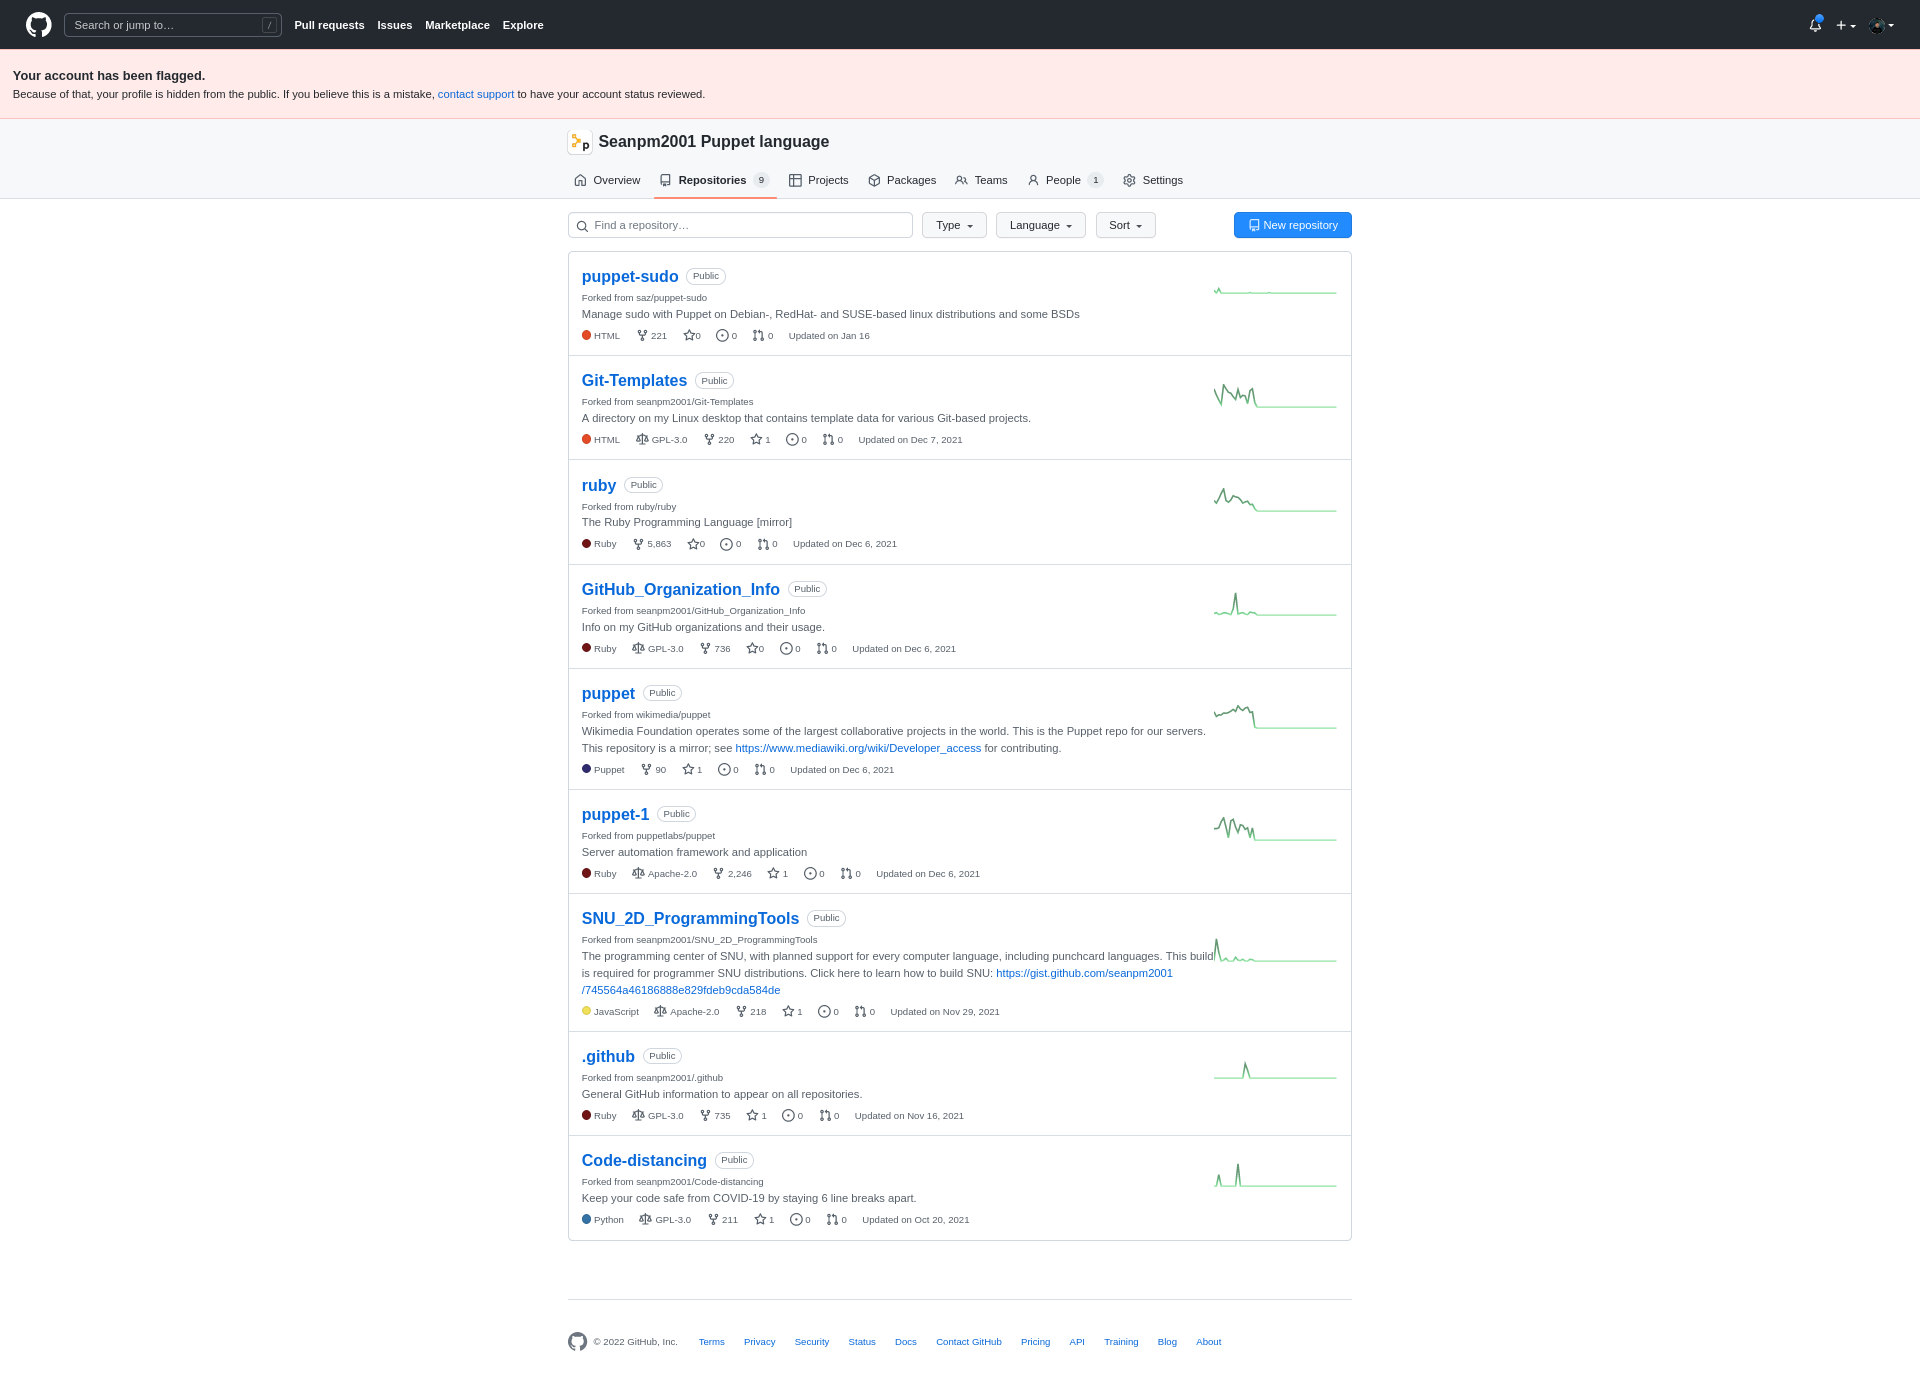 Search or jump to… /
Pull requests Issues Marketplace Explore
Your account has been flagged.
Because of that, your profile is hidden from the public. If you believe this is a mistake, contact support to have your account status reviewed.
p Seanpm2001 Puppet language
Overview Repositories 9 Projects Packages Teams People 1 Settings
Find a repository… Type Language Sort New repository
puppet-sudo Public
Forked from saz/puppet-sudo
Manage sudo with Puppet on Debian-, RedHat- and SUSE-based linux distributions and some BSDs
HTML 221 0 0 0 Updated on Jan 16
Git-Templates Public
Forked from seanpm2001/Git-Templates
A directory on my Linux desktop that contains template data for various Git-based projects.
HTML GPL-3.0 220 1 0 0 Updated on Dec 7, 2021
ruby Public
Forked from ruby/ruby
The Ruby Programming Language [mirror]
Ruby 5,863 0 0 0 Updated on Dec 6, 2021
GitHub_Organization_Info Public
Forked from seanpm2001/GitHub_Organization_Info
Info on my GitHub organizations and their usage.
Ruby GPL-3.0 736 0 0 0 Updated on Dec 6, 2021
puppet Public
Forked from wikimedia/puppet
Wikimedia Foundation operates some of the largest collaborative projects in the world. This is the Puppet repo for our servers.
This repository is a mirror; see https://www.mediawiki.org/wiki/Developer_access for contributing.
Puppet 90 1 0 0 Updated on Dec 6, 2021
puppet-1 Public
Forked from puppetlabs/puppet
Server automation framework and application
Ruby Apache-2.0 2,246 1 0 0 Updated on Dec 6, 2021
SNU_2D_ProgrammingTools Public
Forked from seanpm2001/SNU_2D_ProgrammingTools
The programming center of SNU, with planned support for every computer language, including punchcard languages. This build
is required for programmer SNU distributions. Click here to learn how to build SNU: https://gist.github.com/seanpm2001
/745564a46186888e829fdeb9cda584de
JavaScript Apache-2.0 218 1 0 0 Updated on Nov 29, 2021
.github Public
Forked from seanpm2001/.github
General GitHub information to appear on all repositories.
Ruby GPL-3.0 735 1 0 0 Updated on Nov 16, 2021
Code-distancing Public
Forked from seanpm2001/Code-distancing
Keep your code safe from COVID-19 by staying 6 line breaks apart.
Python GPL-3.0 211 1 0 0 Updated on Oct 20, 2021
© 2022 GitHub, Inc. Terms Privacy Security Status Docs Contact GitHub Pricing API Training Blog About